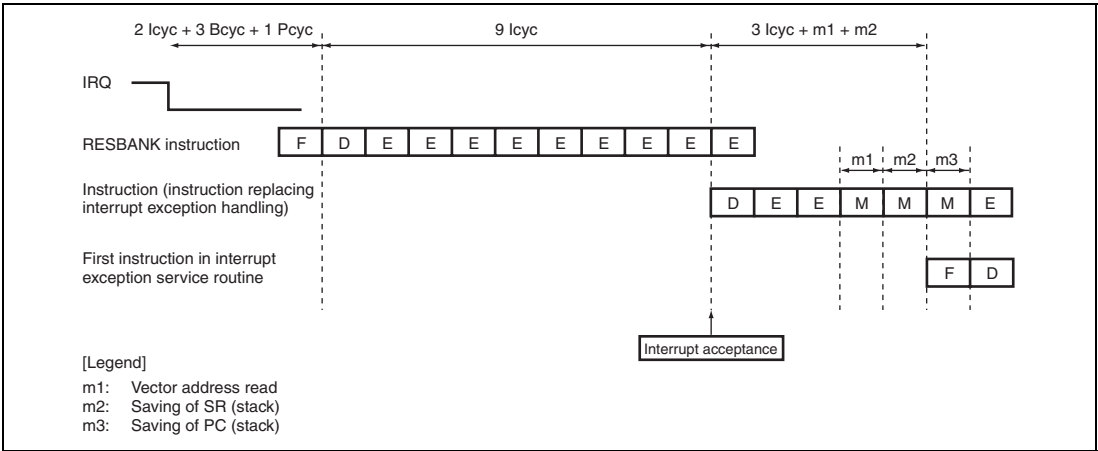 2 Icyc + 3 Bcyc + 1 Pcyc 9 Icyc 3 Icyc + m1 + m2
IRQ
RESBANK instruction F D E E E E E E E E E
m1 m2 m3
Instruction (instruction replacing
interrupt exception handling) D E E M M M E
First instruction in interrupt
exception service routine F D
Interrupt acceptance
[Legend]
m1: Vector address read
m2: Saving of SR (stack)
m3: Saving of PC (stack)